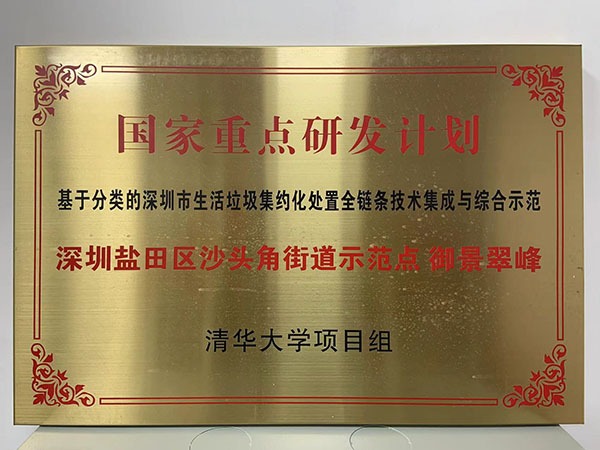 国家重点研发计划
基于分类的深圳市生活垃圾集约化处置全链条技术集成与综合示范
深圳盐田区沙头角街道示范点 御景翠峰
清华大学项目组